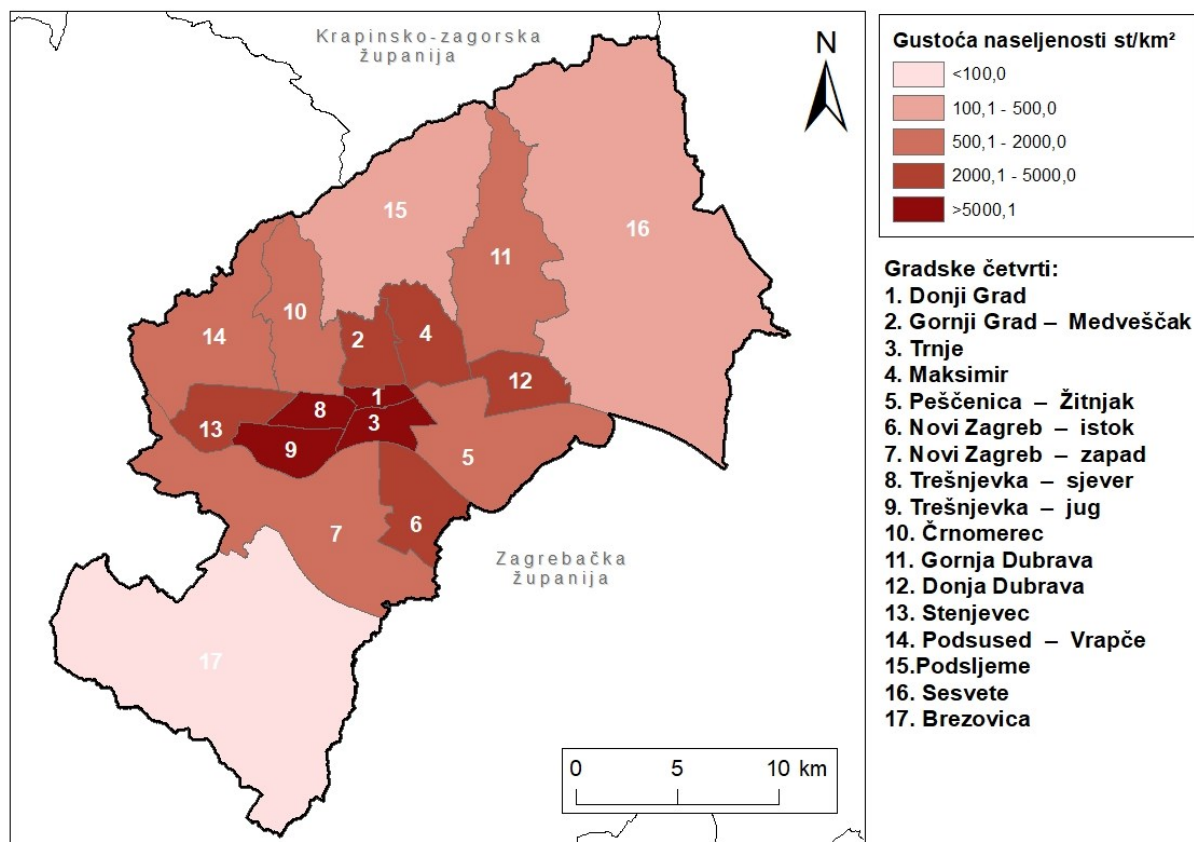 Krapinsko-zagorska
županija
N
15
16
11
10
14
2
4
12
1
8
3
13
9
5
7
6
Zagrebačka
županija
17
0 5 10 km
Gustoća naseljenosti st/km²
<100,0
100,1 - 500,0
500,1 - 2000,0
2000,1 - 5000,0
>5000,1
Gradske četvrti:
1. Donji Grad
2. Gornji Grad – Medveščak
3. Trnje
4. Maksimir
5. Peščenica – Žitnjak
6. Novi Zagreb – istok
7. Novi Zagreb – zapad
8. Trešnjevka – sjever
9. Trešnjevka – jug
10. Črnomerec
11. Gornja Dubrava
12. Donja Dubrava
13. Stenjevec
14. Podsused – Vrapče
15.Podsljeme
16. Sesvete
17. Brezovica